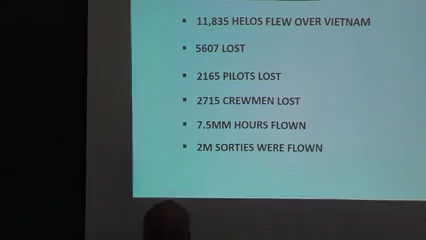 ▪ 11,835 HELOS FLEW OVER VIETNAM
▪ 5607 LOST
▪ 2165 PILOTS LOST
▪ 2715 CREWMEN LOST
▪ 7.5MM HOURS FLOWN
▪ 2M SORTIES WERE FLOWN